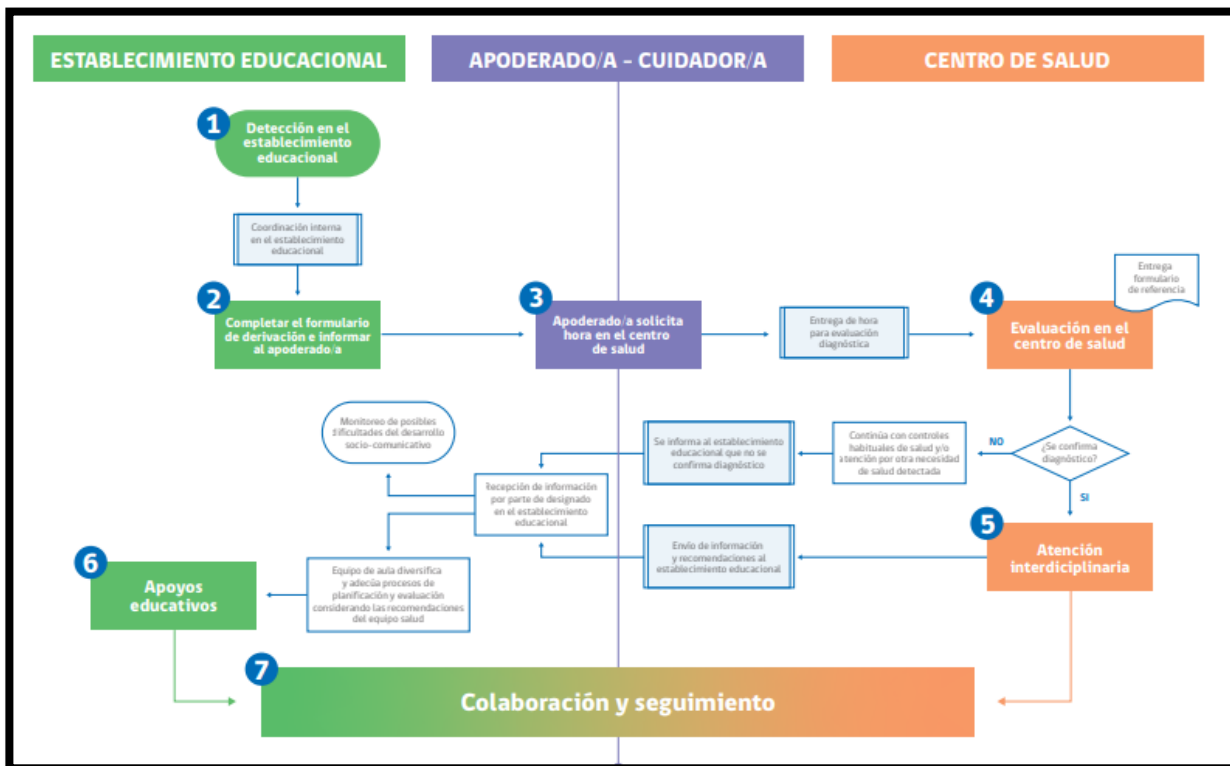 ESTABLECIMIENTO EDUCACIONAL
APODERADO/A - CUIDADOR/A
CENTRO DE SALUD
1
Detección en el
establecimiento
educacional
Coordinación interna
en el establecimiento
educacional
2
Completar el formulario
de derivación e informar
al apoderado/a
3
Apoderado/a solicita
hora en el centro
de salud
Entrega de hora
para evaluación
diagnóstica
Entrega
formulario
de referencia
4
Evaluación en el
centro de salud
¿Se confirma
diagnóstico?
NO
SI
Continúa con controles
habituales de salud y/o
atención por otra necesidad
de salud detectada
Se informa al establecimiento
educacional que no se
confirma diagnóstico
Monitoreo de posibles
dificultades del desarrollo
socio-comunicativo
Recepción de información
por parte de designado
en el establecimiento
educacional
5
Atención
interdiciplinaria
Envío de información
y recomendaciones al
establecimiento educacional
Equipo de aula diversifica
y adecúa procesos de
planificación y evaluación
considerando las recomendaciones
del equipo salud
6
Apoyos
educativos
7
Colaboración y seguimiento